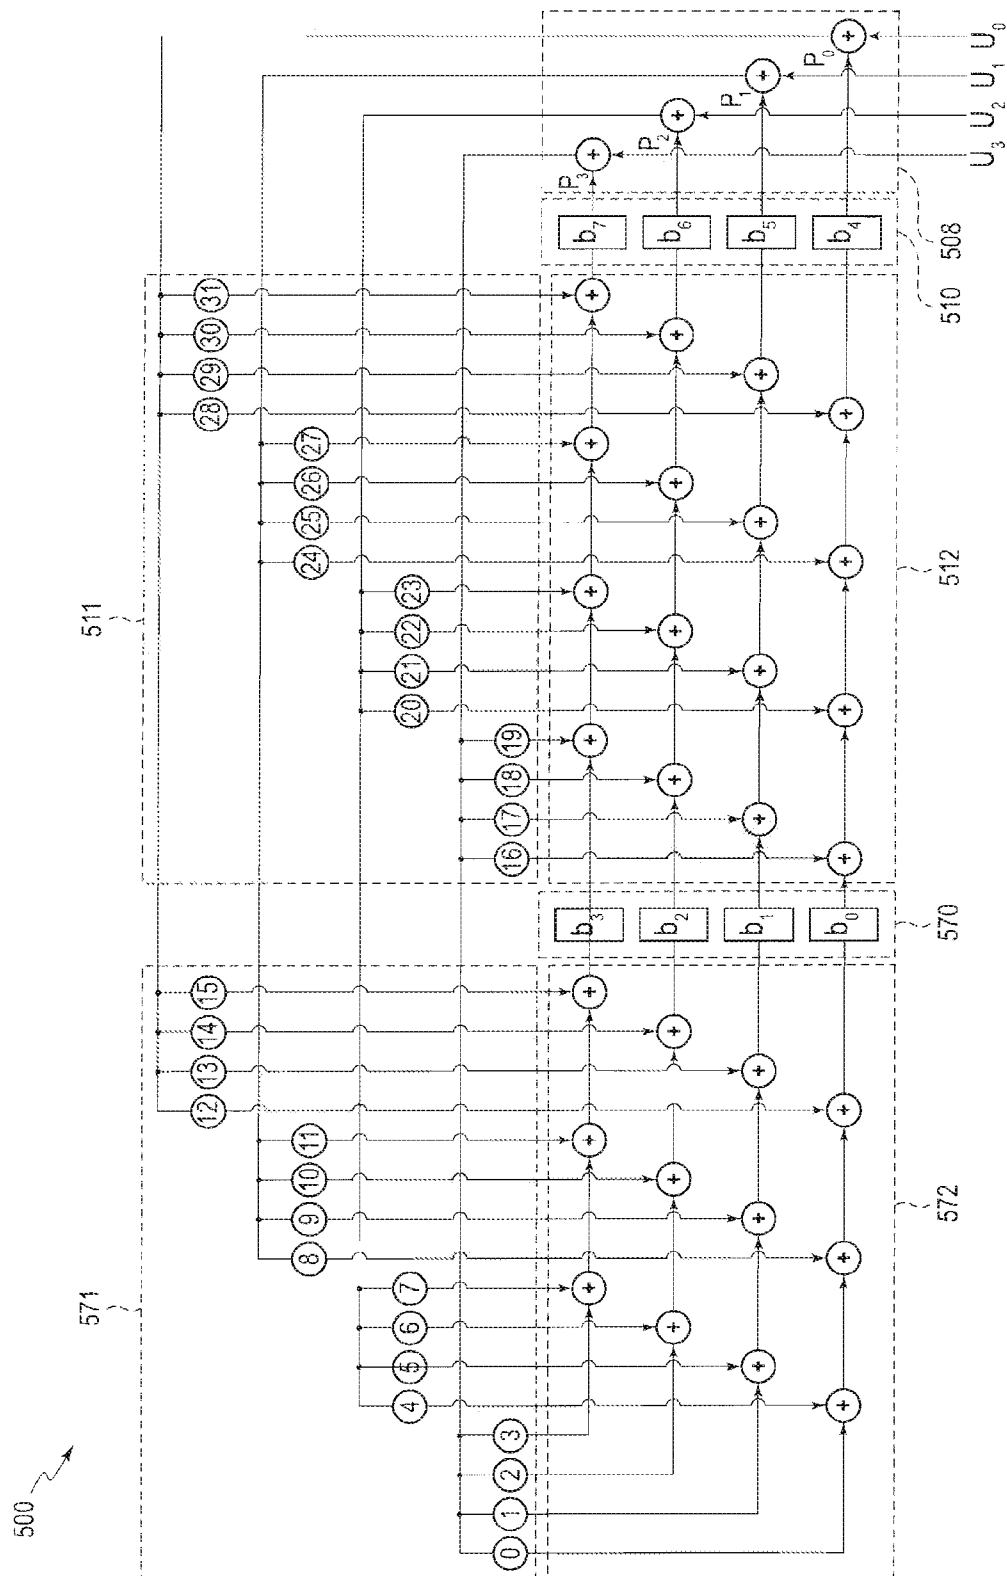 500
571
511
0 1 2 3 4 5 6 7 8 9 10 11 12 13 14 15
16 17 18 19 20 21 22 23 24 25 26 27 28 29 30 31
+ + + + + + + + + + + +
+ + + + + + + + + + + + + + + +
+ + + +
b3
b2
b1
b0
b7
b6
b5
b4
P3
P2
P1
P0
U3
U2
U1
U0
572
570
512
510
508